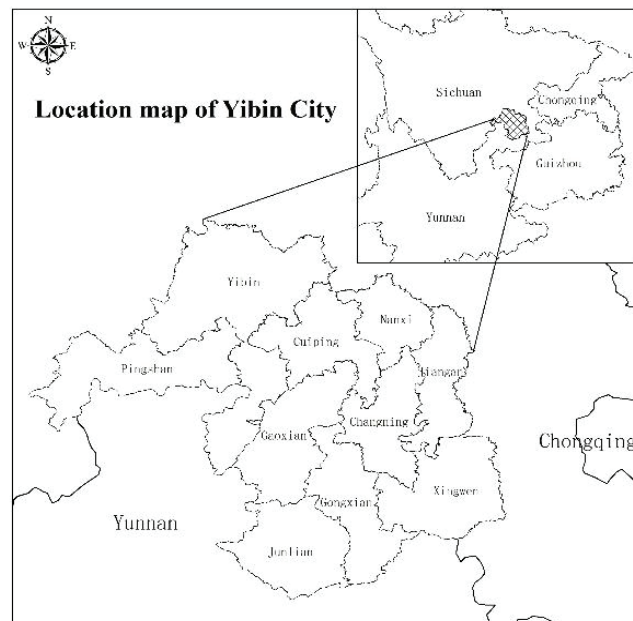 N
W E
S
Location map of Yibin City
Sichuan
Chongqing
Guizhou
Yunnan
Yibin
Nanxi
Cuiping
Pingshan
Jiangan
Changning
Gaoxian
Chongqing
Xingwen
Gongxian
Yunnan
Junlian